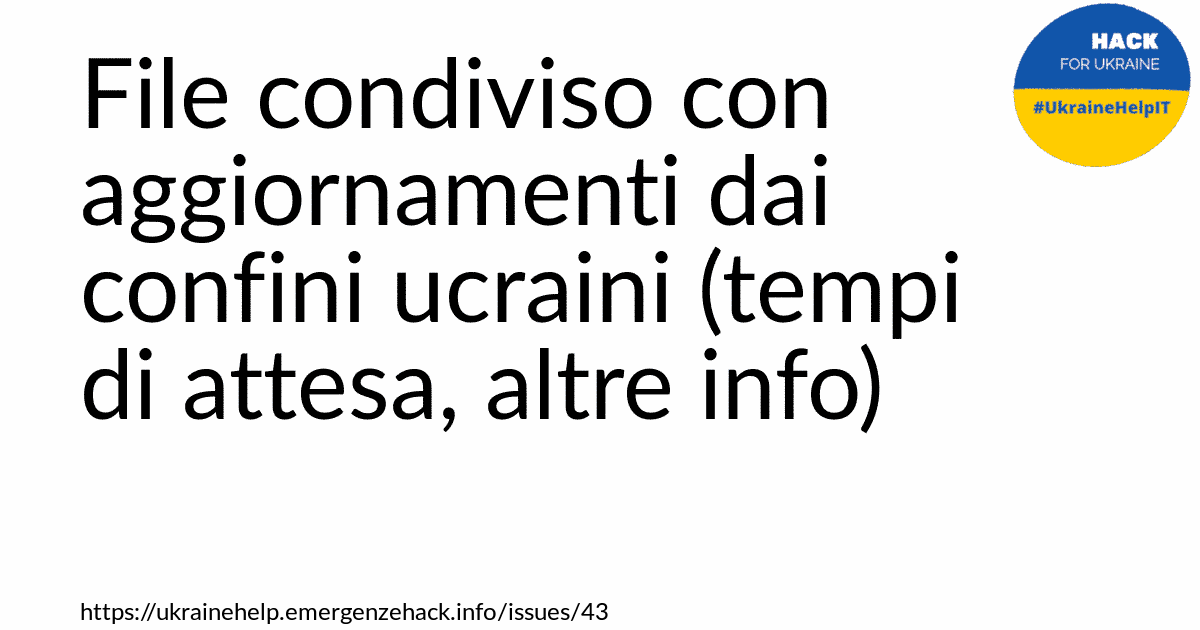 File condiviso con
aggiornamenti dai
confini ucraini (tempi
di attesa, altre info)
HACK
FOR UKRAINE
#UkraineHelpIT
https://ukrainehelp.emergenzehack.info/issues/43